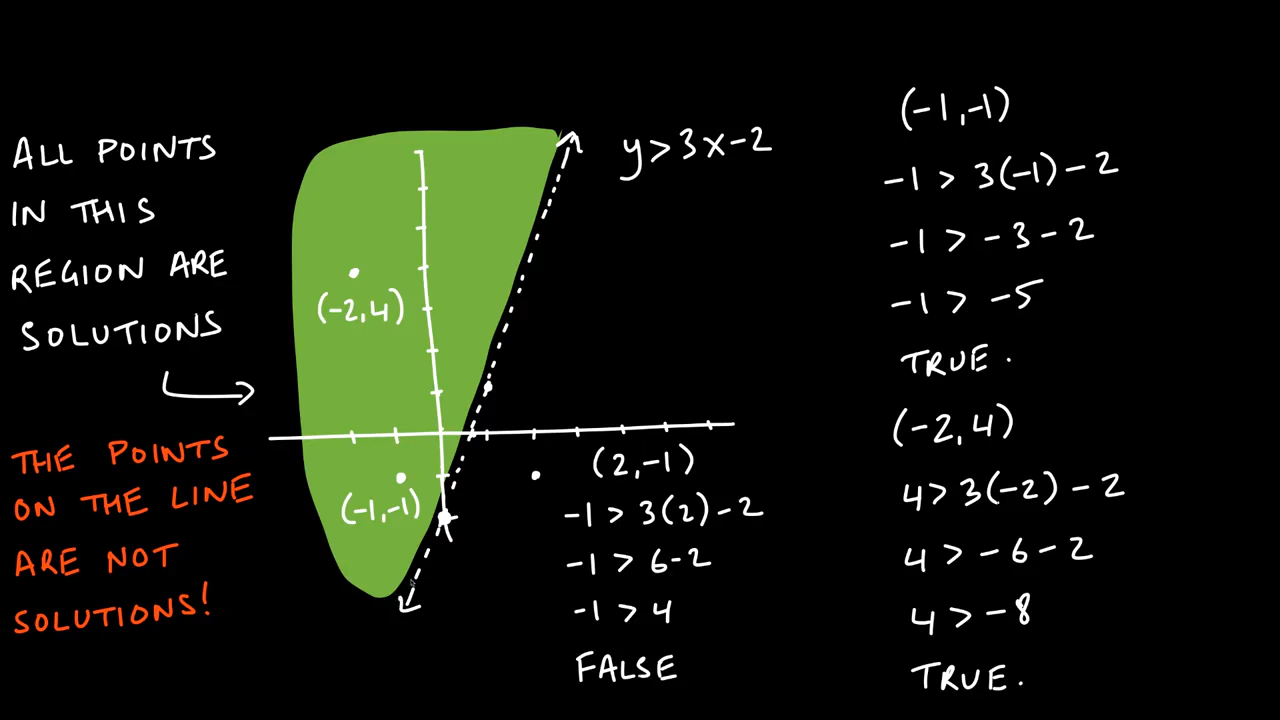 ALL POINTS
IN THIS
REGION ARE
SOLUTIONS
THE POINTS
ON THE LINE
ARE NOT
SOLUTIONS!
y > 3x - 2
(-2,4)
(-1,-1)
(2,-1)
-1 > 3(2) - 2
-1 > 6 - 2
-1 > 4
FALSE
(-1,-1)
-1 > 3(-1) - 2
-1 > -3 - 2
-1 > -5
TRUE.
(-2,4)
4 > 3(-2) - 2
4 > -6 - 2
4 > -8
TRUE.